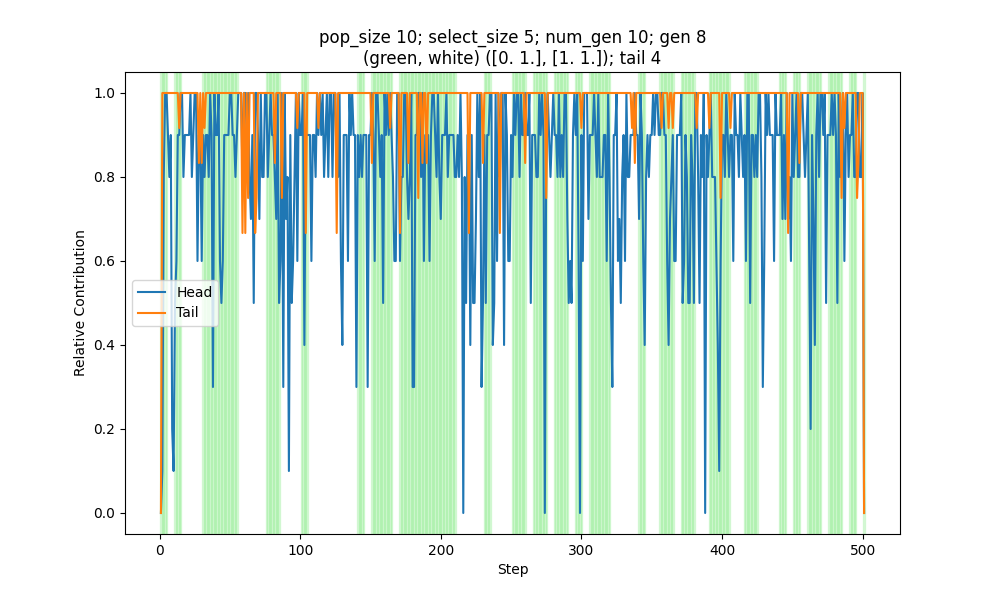 pop_size 10; select_size 5; num_gen 10; gen 8
(green, white) ([0. 1.], [1. 1.]); tail 4
Relative Contribution
1.0
0.8
0.6
0.4
0.2
0.0
Head
Tail
0
100
200
300
400
500
Step